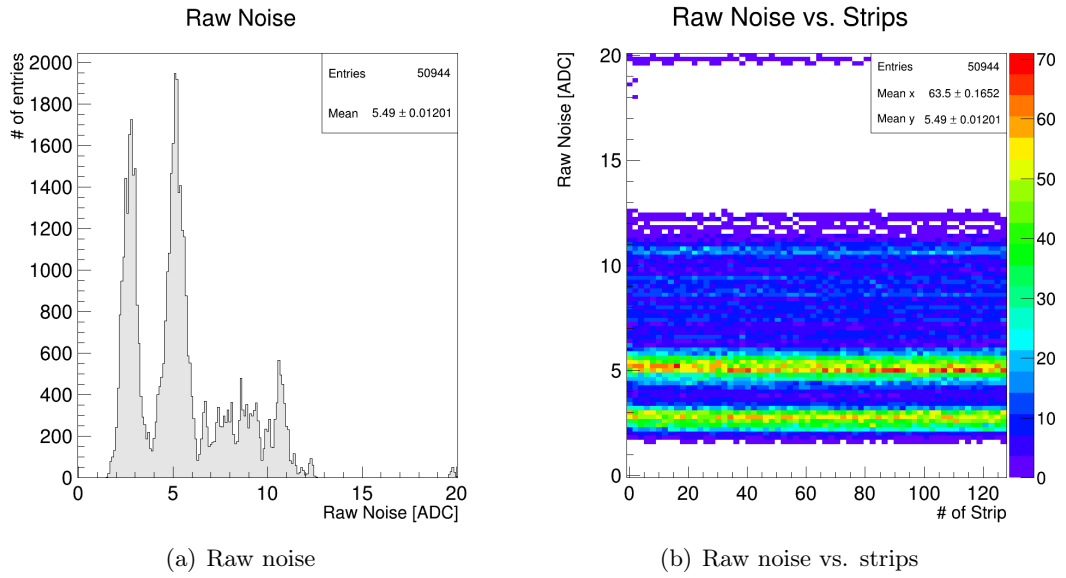 Raw Noise
# of entries
2000
1800
1600
1400
1200
1000
800
600
400
200
0
0 5 10 15 20
Raw Noise [ADC]
Entries 50944
Mean 5.49 ± 0.01201
(a) Raw noise
Raw Noise vs. Strips
Raw Noise [ADC]
20
15
10
5
0
0 20 40 60 80 100 120
# of Strip
Entries 50944
Mean x 63.5 ± 0.1652
Mean y 5.49 ± 0.01201
70
60
50
40
30
20
10
0
(b) Raw noise vs. strips